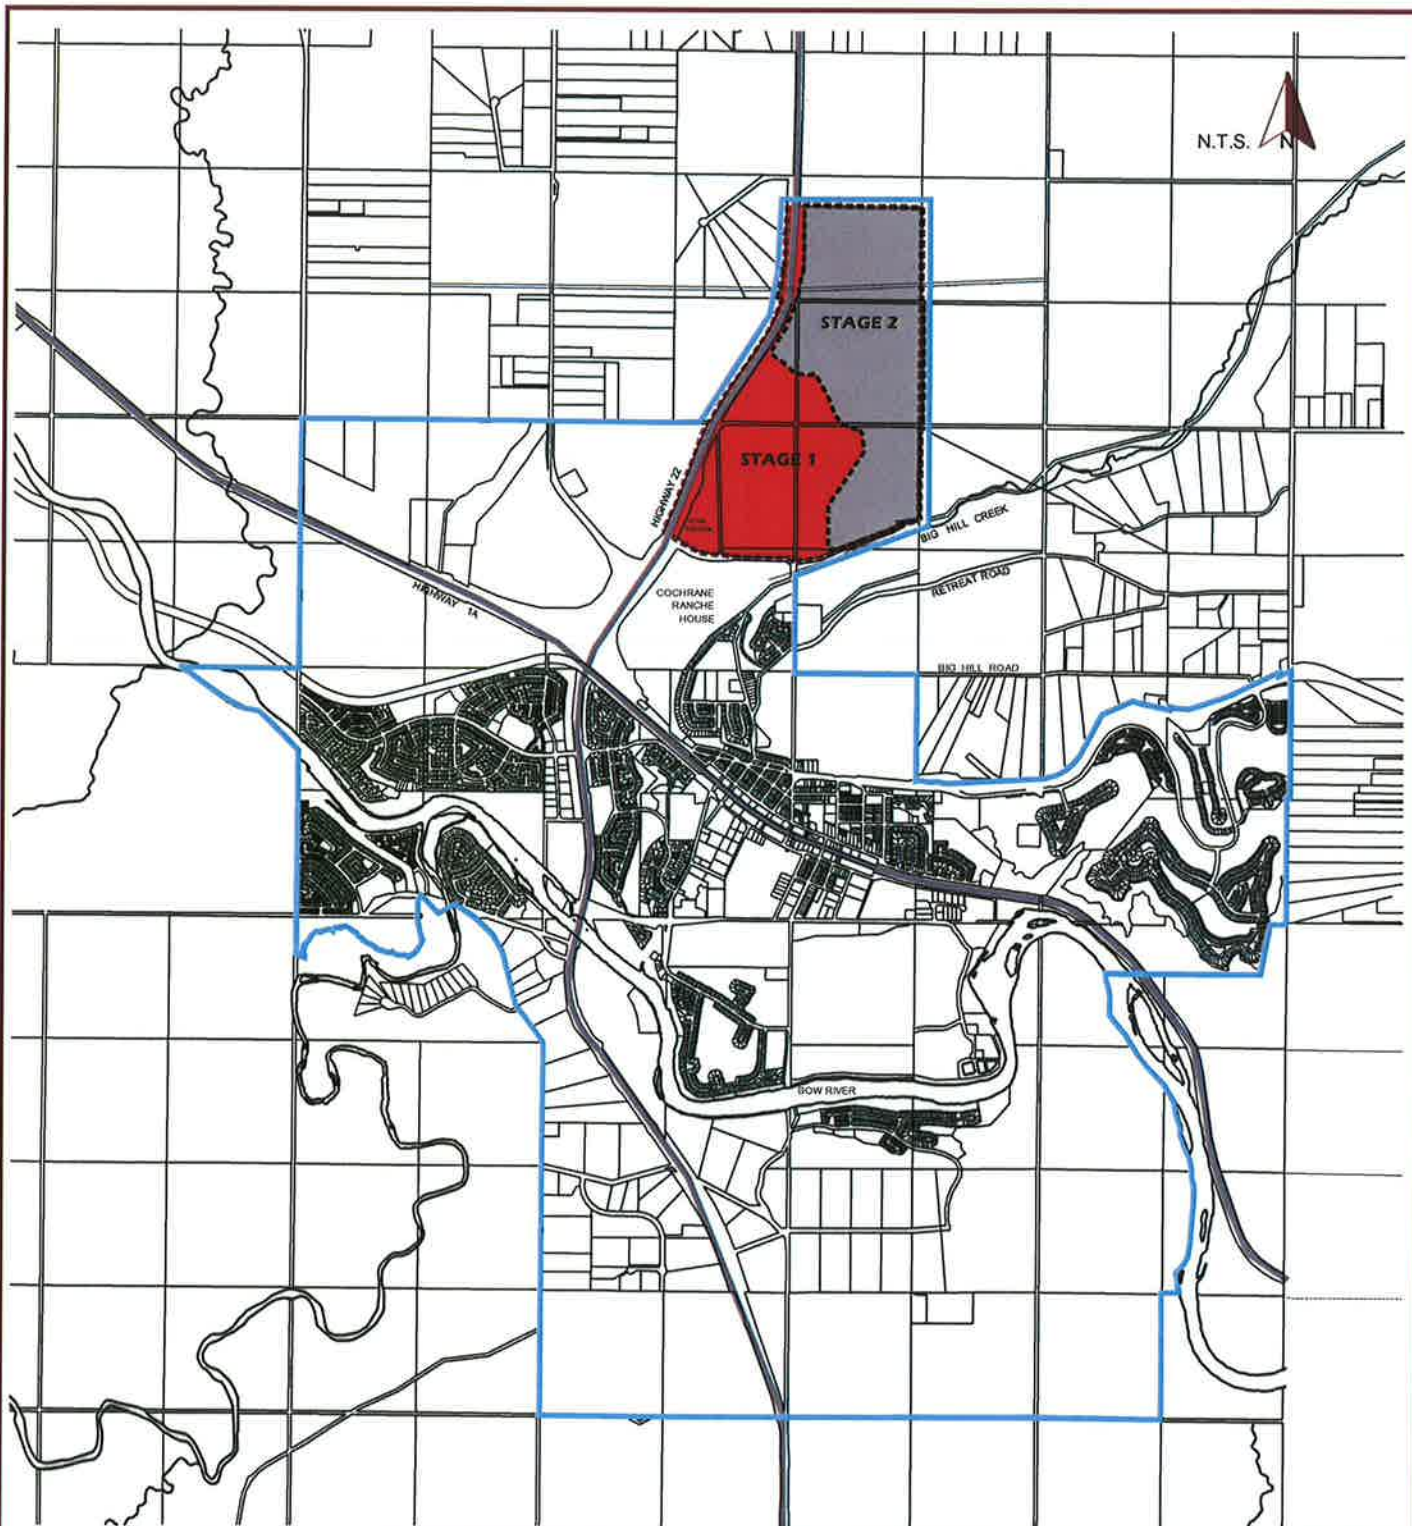 N.T.S.
N
STAGE 2
STAGE 1
HIGHWAY 22
BIG HILL CREEK
RETREAT ROAD
COCHRANE
RANCHE
HOUSE
HIGHWAY 1A
BIG HILL ROAD
BOW RIVER